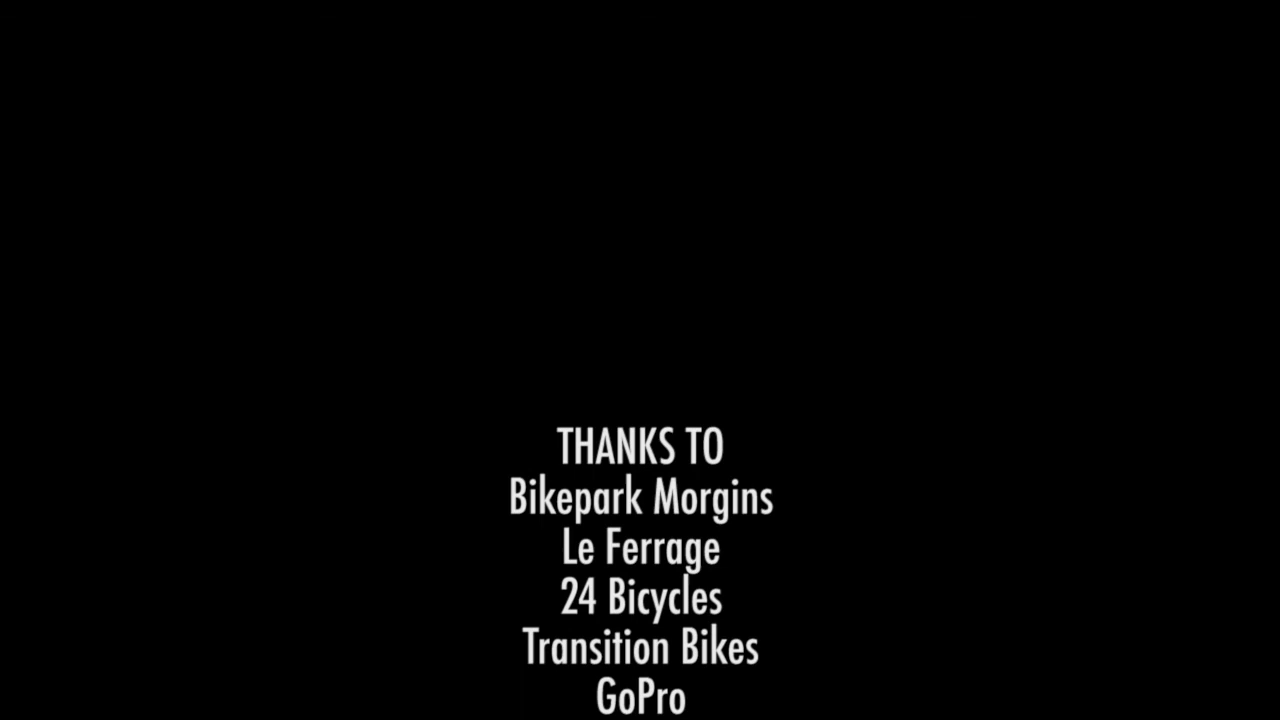 THANKS TO
Bikepark Morgins
Le Ferrage
24 Bicycles
Transition Bikes
GoPro